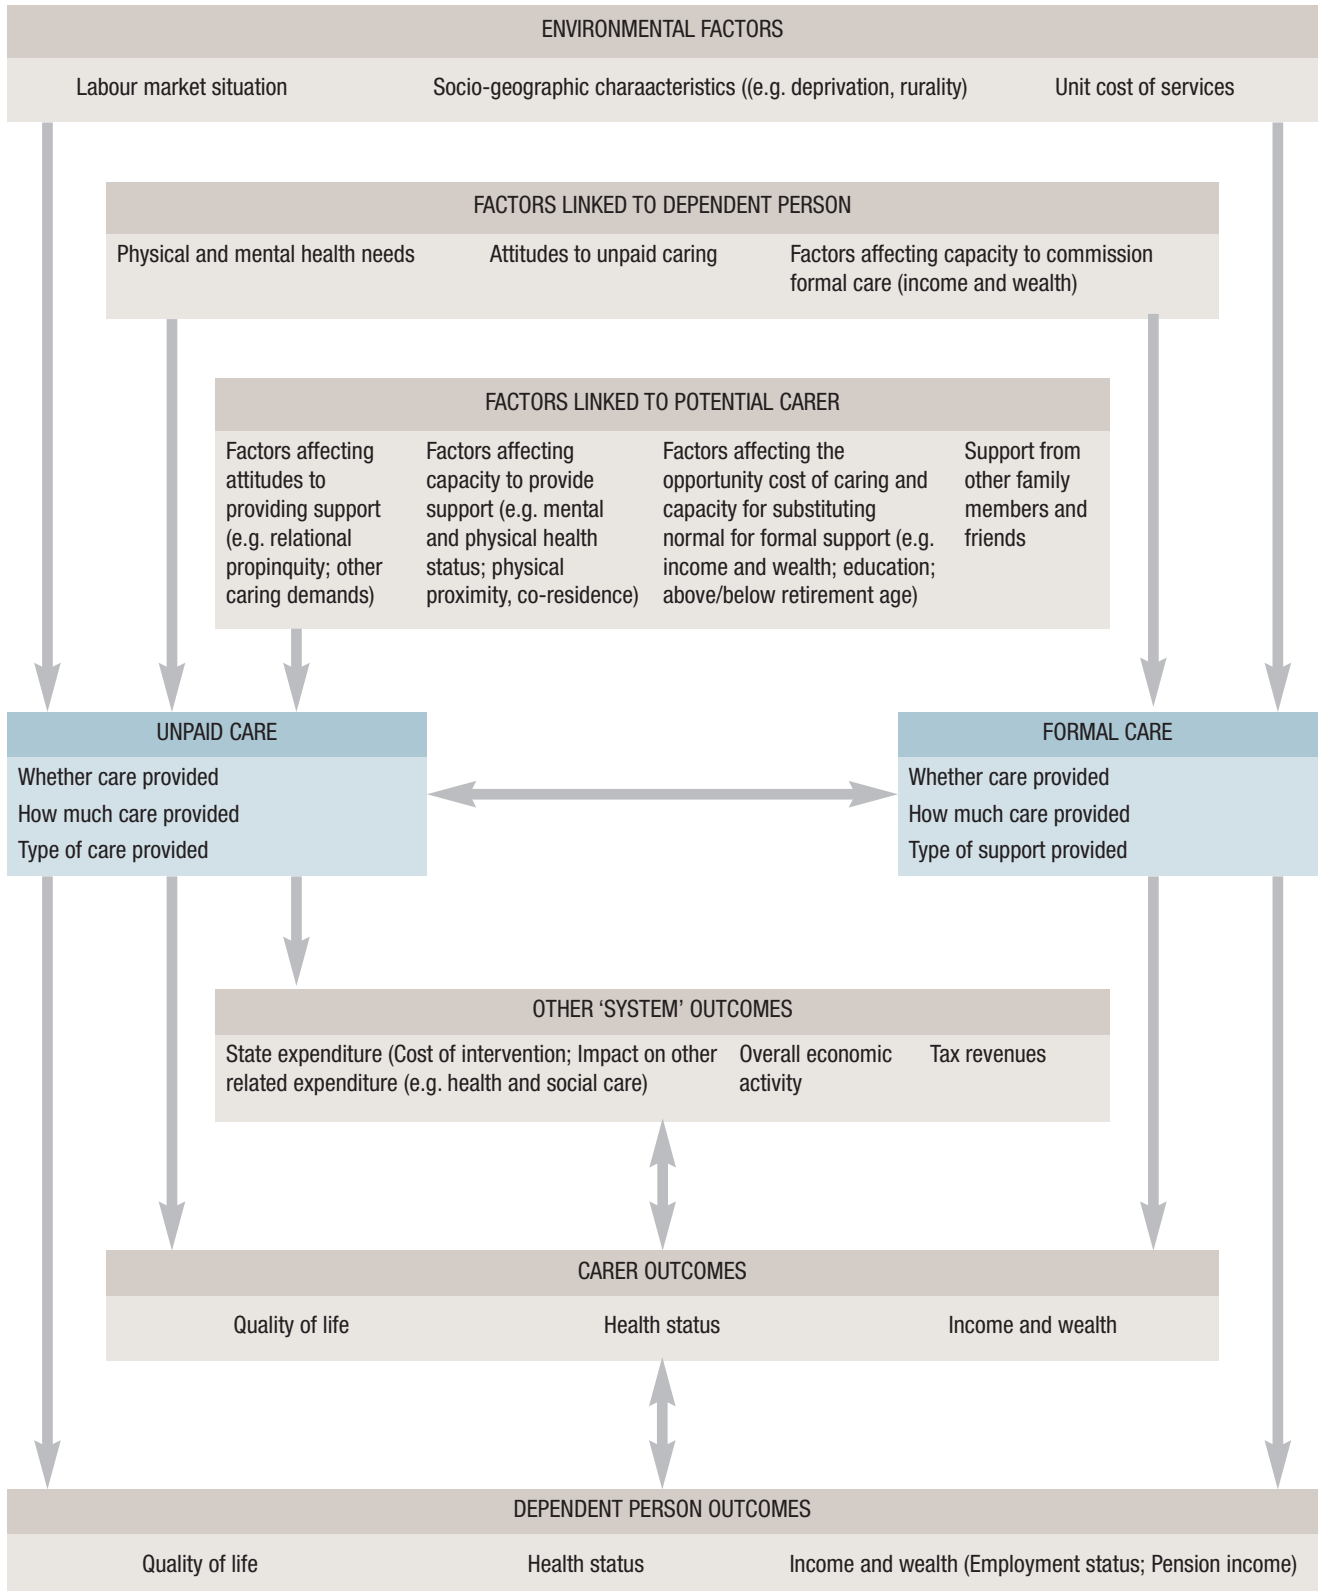 ENVIRONMENTAL FACTORS
Labour market situation
Socio-geographic charaacteristics ((e.g. deprivation, rurality)
Unit cost of services
FACTORS LINKED TO DEPENDENT PERSON
Physical and mental health needs
Attitudes to unpaid caring
Factors affecting capacity to commission
formal care (income and wealth)
FACTORS LINKED TO POTENTIAL CARER
Factors affecting
attitudes to
providing support
(e.g. relational
propinquity; other
caring demands)
Factors affecting
capacity to provide
support (e.g. mental
and physical health
status; physical
proximity, co-residence)
Factors affecting the
opportunity cost of caring and
capacity for substituting
normal for formal support (e.g.
income and wealth; education;
above/below retirement age)
Support from
other family
members and
friends
UNPAID CARE
Whether care provided
How much care provided
Type of care provided
FORMAL CARE
Whether care provided
How much care provided
Type of support provided
OTHER ‘SYSTEM’ OUTCOMES
State expenditure (Cost of intervention; Impact on other
related expenditure (e.g. health and social care)
Overall economic
activity
Tax revenues
CARER OUTCOMES
Quality of life
Health status
Income and wealth
DEPENDENT PERSON OUTCOMES
Quality of life
Health status
Income and wealth (Employment status; Pension income)